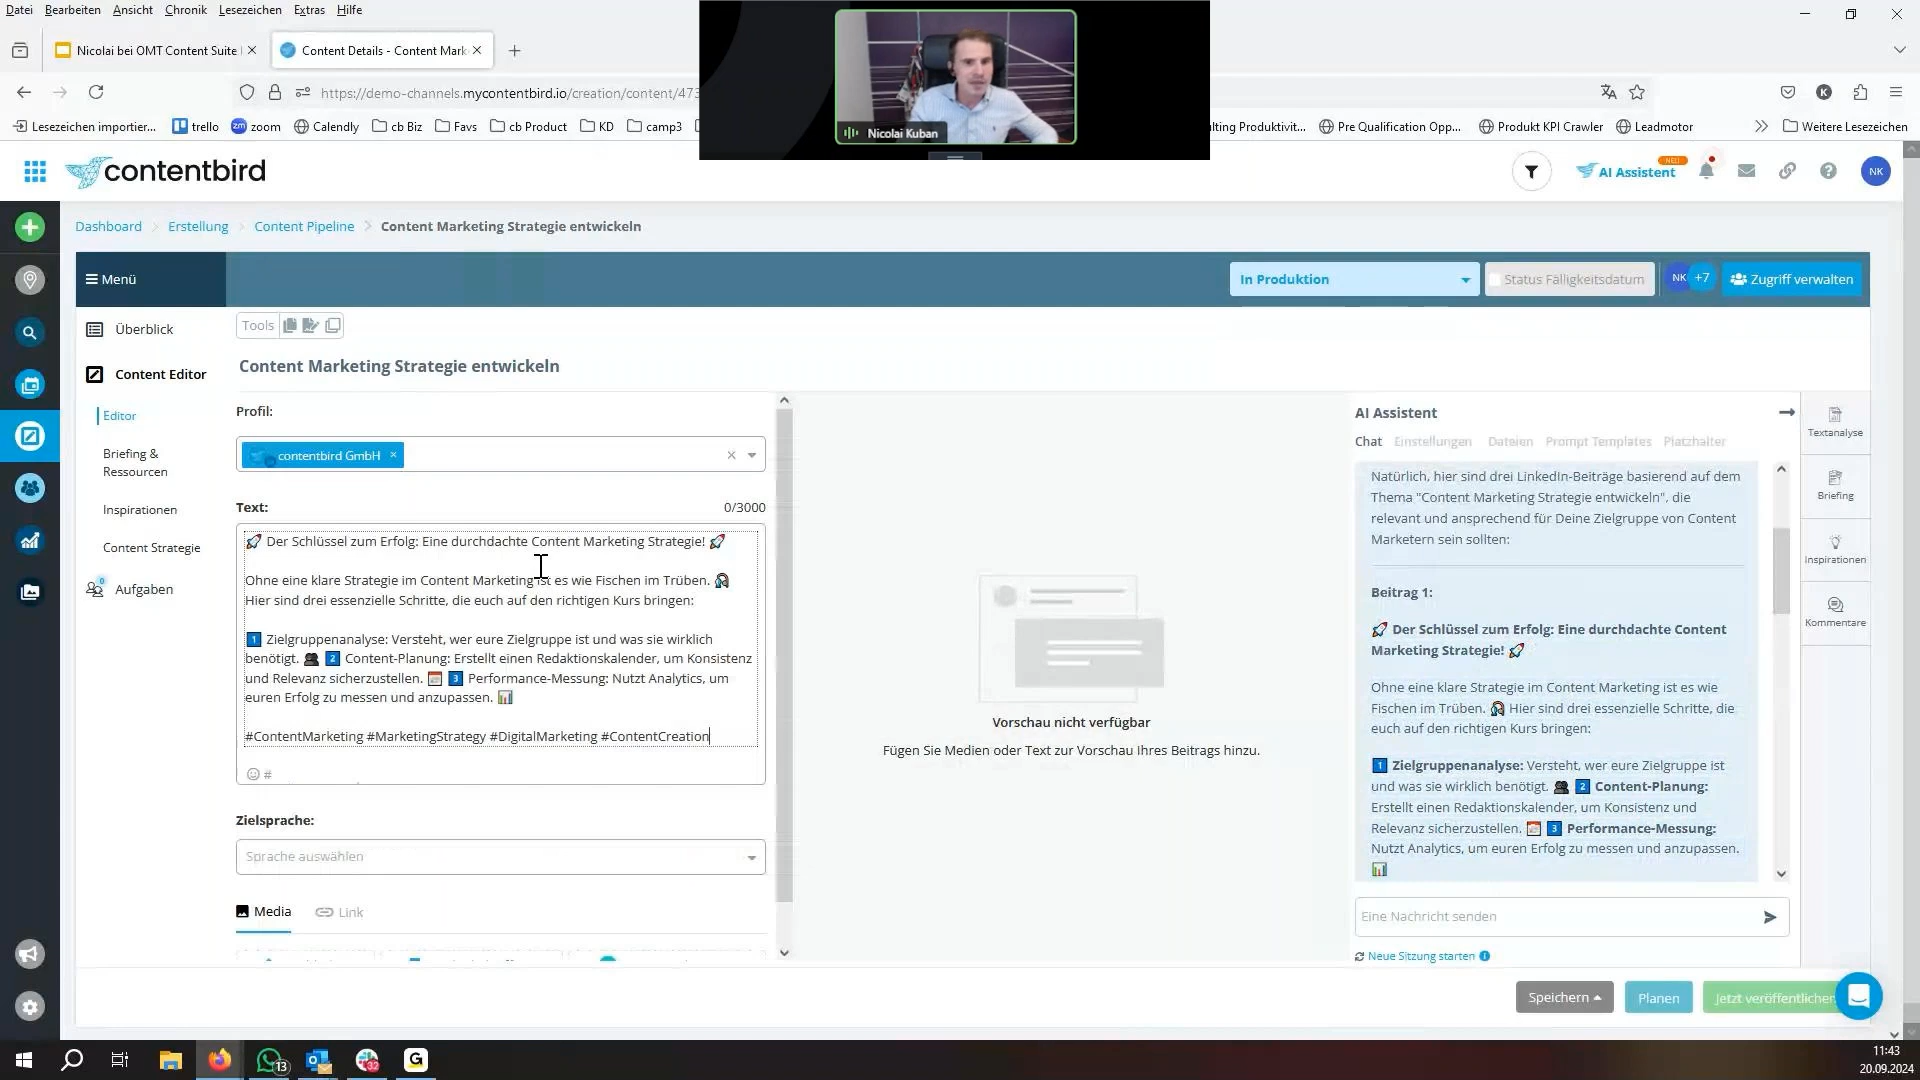 Datei Bearbeiten Ansicht Chronik Lesezeichen Extras Hilfe
Nicolai bei OMT Content Suite
Content Details - Content Mark
https://demo-channels.mycontentbird.io/creation/content/473
Lesezeichen importier... trello zoom Calendly cb Biz Favs cb Product KD camp3
lting Produktivit... Pre Qualification Opp... Produkt KPI Crawler Leadmotor Weitere Lesezeichen
Nicolai Kuban
contentbird
NEU
AI Assistent
NK
Dashboard Erstellung Content Pipeline Content Marketing Strategie entwickeln
Menü
In Produktion
Status Fälligkeitsdatum
NK +7
Zugriff verwalten
Überblick
Content Editor
Editor
Briefing &
Ressourcen
Inspirationen
Content Strategie
0
Aufgaben
Tools
Content Marketing Strategie entwickeln
Profil:
contentbird GmbH ×
Text: 0/3000
🚀 Der Schlüssel zum Erfolg: Eine durchdachte Content Marketing Strategie! 🚀
Ohne eine klare Strategie im Content Marketing ist es wie Fischen im Trüben. 🎣
Hier sind drei essenzielle Schritte, die euch auf den richtigen Kurs bringen:
1️⃣ Zielgruppenanalyse: Versteht, wer eure Zielgruppe ist und was sie wirklich
benötigt. 👥 2️⃣ Content-Planung: Erstellt einen Redaktionskalender, um Konsistenz
und Relevanz sicherzustellen. 📅 3️⃣ Performance-Messung: Nutzt Analytics, um
euren Erfolg zu messen und anzupassen. 📊
#ContentMarketing #MarketingStrategy #DigitalMarketing #ContentCreation
#
Zielsprache:
Sprache auswählen
Media Link
Vorschau nicht verfügbar
Fügen Sie Medien oder Text zur Vorschau Ihres Beitrags hinzu.
AI Assistent
Chat Einstellungen Dateien Prompt Templates Platzhalter
Natürlich, hier sind drei LinkedIn-Beiträge basierend auf dem
Thema "Content Marketing Strategie entwickeln", die
relevant und ansprechend für Deine Zielgruppe von Content
Marketern sein sollten:
Beitrag 1:
🚀 Der Schlüssel zum Erfolg: Eine durchdachte Content
Marketing Strategie! 🚀
Ohne eine klare Strategie im Content Marketing ist es wie
Fischen im Trüben. 🎣 Hier sind drei essenzielle Schritte, die
euch auf den richtigen Kurs bringen:
1️⃣ Zielgruppenanalyse: Versteht, wer eure Zielgruppe ist
und was sie wirklich benötigt. 👥 2️⃣ Content-Planung:
Erstellt einen Redaktionskalender, um Konsistenz und
Relevanz sicherzustellen. 📅 3️⃣ Performance-Messung:
Nutzt Analytics, um euren Erfolg zu messen und anzupassen.
📊
Eine Nachricht senden
Neue Sitzung starten
Textanalyse
Briefing
Inspirationen
Kommentare
Speichern
Planen
Jetzt veröffentlichen
13
32
G
11:43
20.09.2024